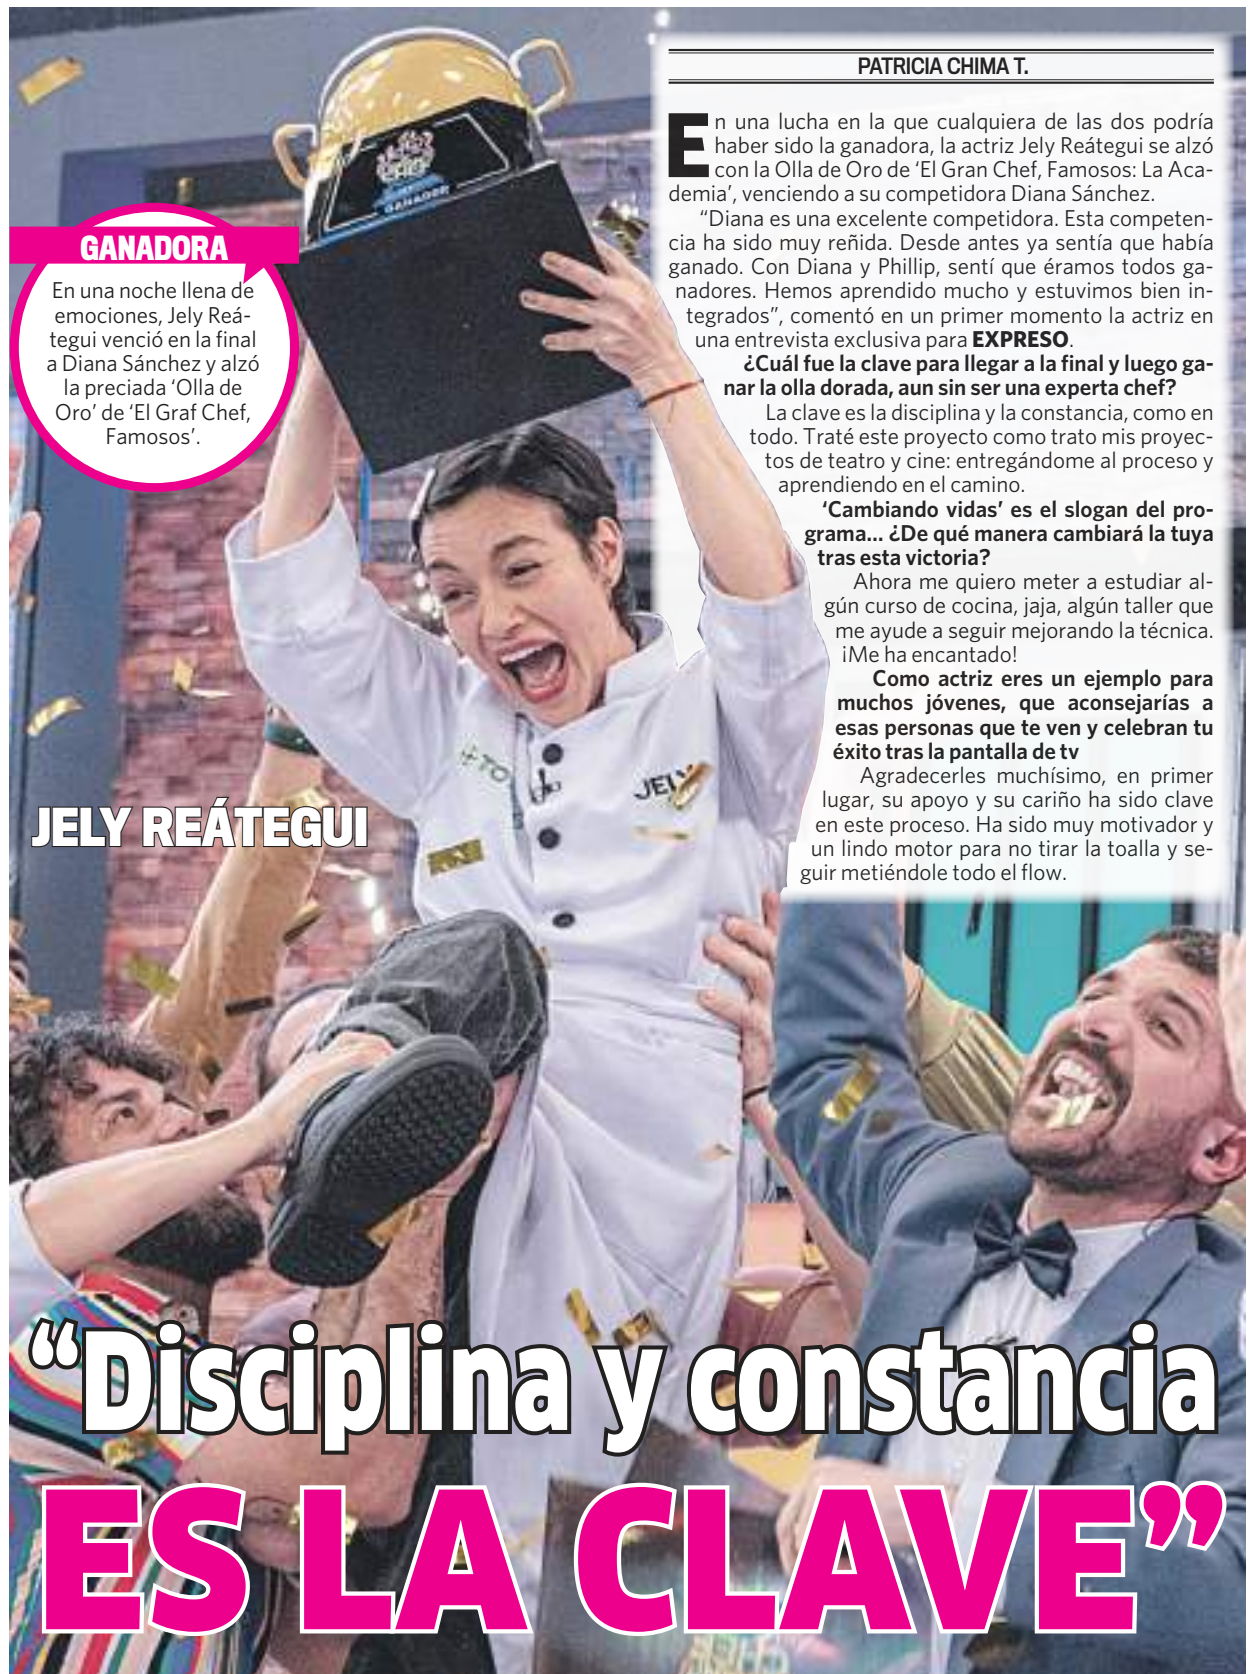 PATRICIA CHIMA T.
En una lucha en la que cualquiera de las dos podría
haber sido la ganadora, la actriz Jely Reátegui se alzó
con la Olla de Oro de ‘El Gran Chef, Famosos: La Aca-
demia’, venciendo a su competidora Diana Sánchez.
“Diana es una excelente competidora. Esta competen-
cia ha sido muy reñida. Desde antes ya sentía que había
ganado. Con Diana y Phillip, sentí que éramos todos ga-
nadores. Hemos aprendido mucho y estuvimos bien in-
tegrados”, comentó en un primer momento la actriz en
una entrevista exclusiva para EXPRESO.
¿Cuál fue la clave para llegar a la final y luego ga-
nar la olla dorada, aun sin ser una experta chef?
La clave es la disciplina y la constancia, como en
todo. Traté este proyecto como trato mis proyec-
tos de teatro y cine: entregándome al proceso y
aprendiendo en el camino.
‘Cambiando vidas’ es el slogan del pro-
grama... ¿De qué manera cambiará la tuya
tras esta victoria?
Ahora me quiero meter a estudiar al-
gún curso de cocina, jaja, algún taller que
me ayude a seguir mejorando la técnica.
¡Me ha encantado!
Como actriz eres un ejemplo para
muchos jóvenes, que aconsejarías a
esas personas que te ven y celebran tu
éxito tras la pantalla de tv
Agradecerles muchísimo, en primer
lugar, su apoyo y su cariño ha sido clave
en este proceso. Ha sido muy motivador y
un lindo motor para no tirar la toalla y se-
guir metiéndole todo el flow.
GANADORA
En una noche llena de
emociones, Jely Reá-
tegui venció en la final
a Diana Sánchez y alzó
la preciada ‘Olla de
Oro’ de ‘El Graf Chef,
Famosos’.
GANADOR
JELY
JELY REÁTEGUI
“Disciplina y constancia
ES LA CLAVE”